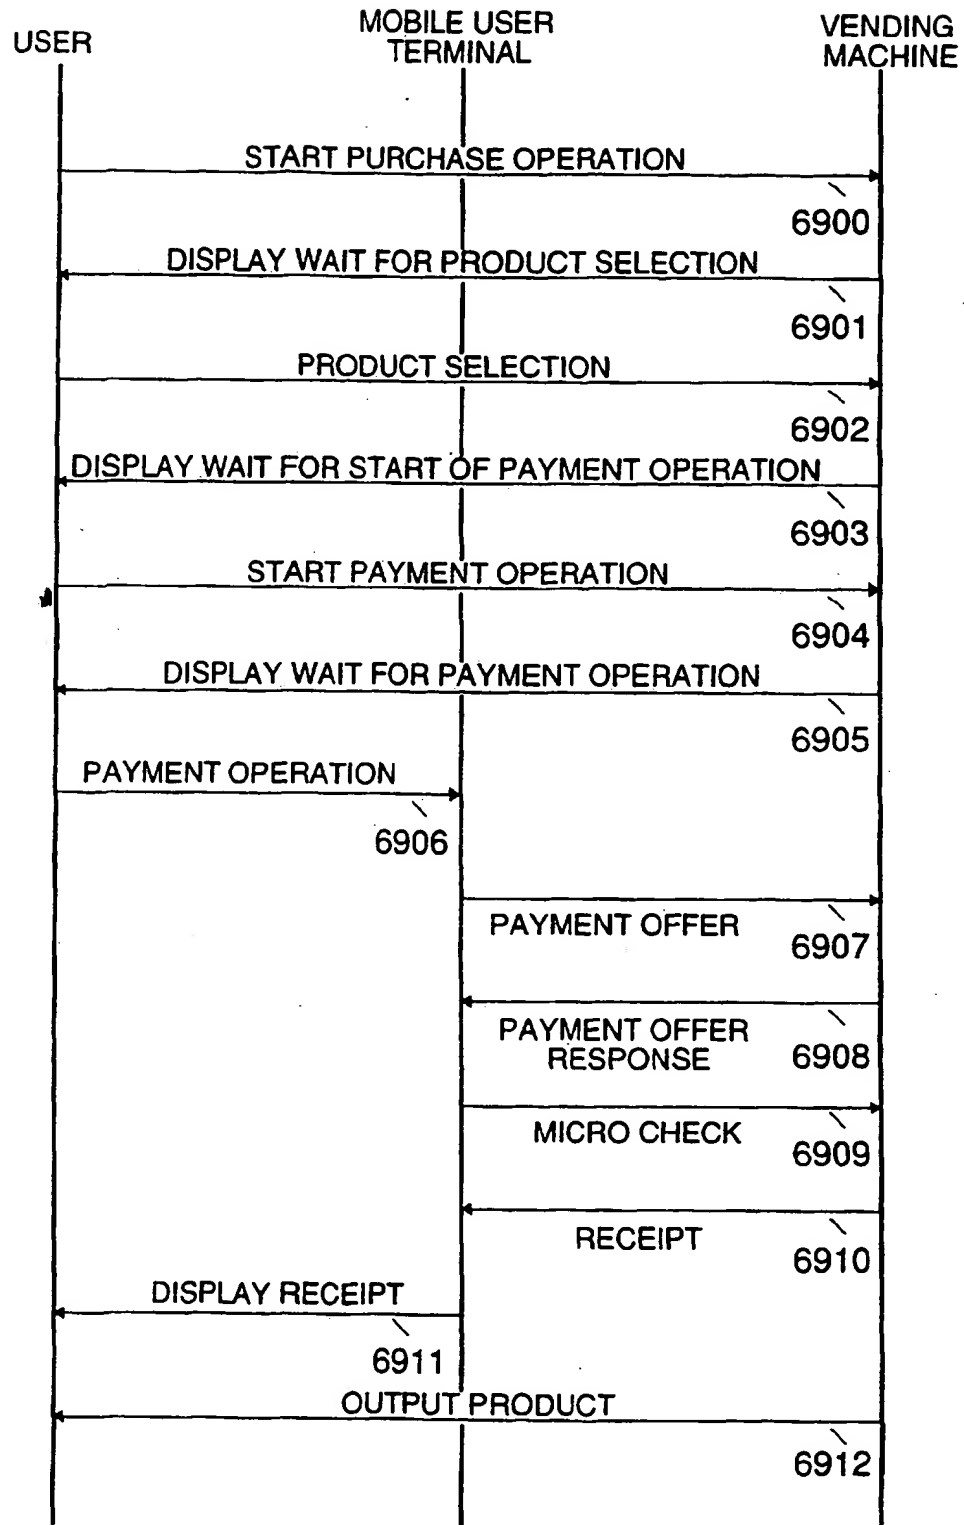 USER
MOBILE USER
TERMINAL
VENDING
MACHINE
START PURCHASE OPERATION
6900
DISPLAY WAIT FOR PRODUCT SELECTION
6901
PRODUCT SELECTION
6902
DISPLAY WAIT FOR START OF PAYMENT OPERATION
6903
START PAYMENT OPERATION
6904
DISPLAY WAIT FOR PAYMENT OPERATION
6905
PAYMENT OPERATION
6906
PAYMENT OFFER
6907
PAYMENT OFFER
RESPONSE
6908
MICRO CHECK
6909
RECEIPT
6910
DISPLAY RECEIPT
6911
OUTPUT PRODUCT
6912